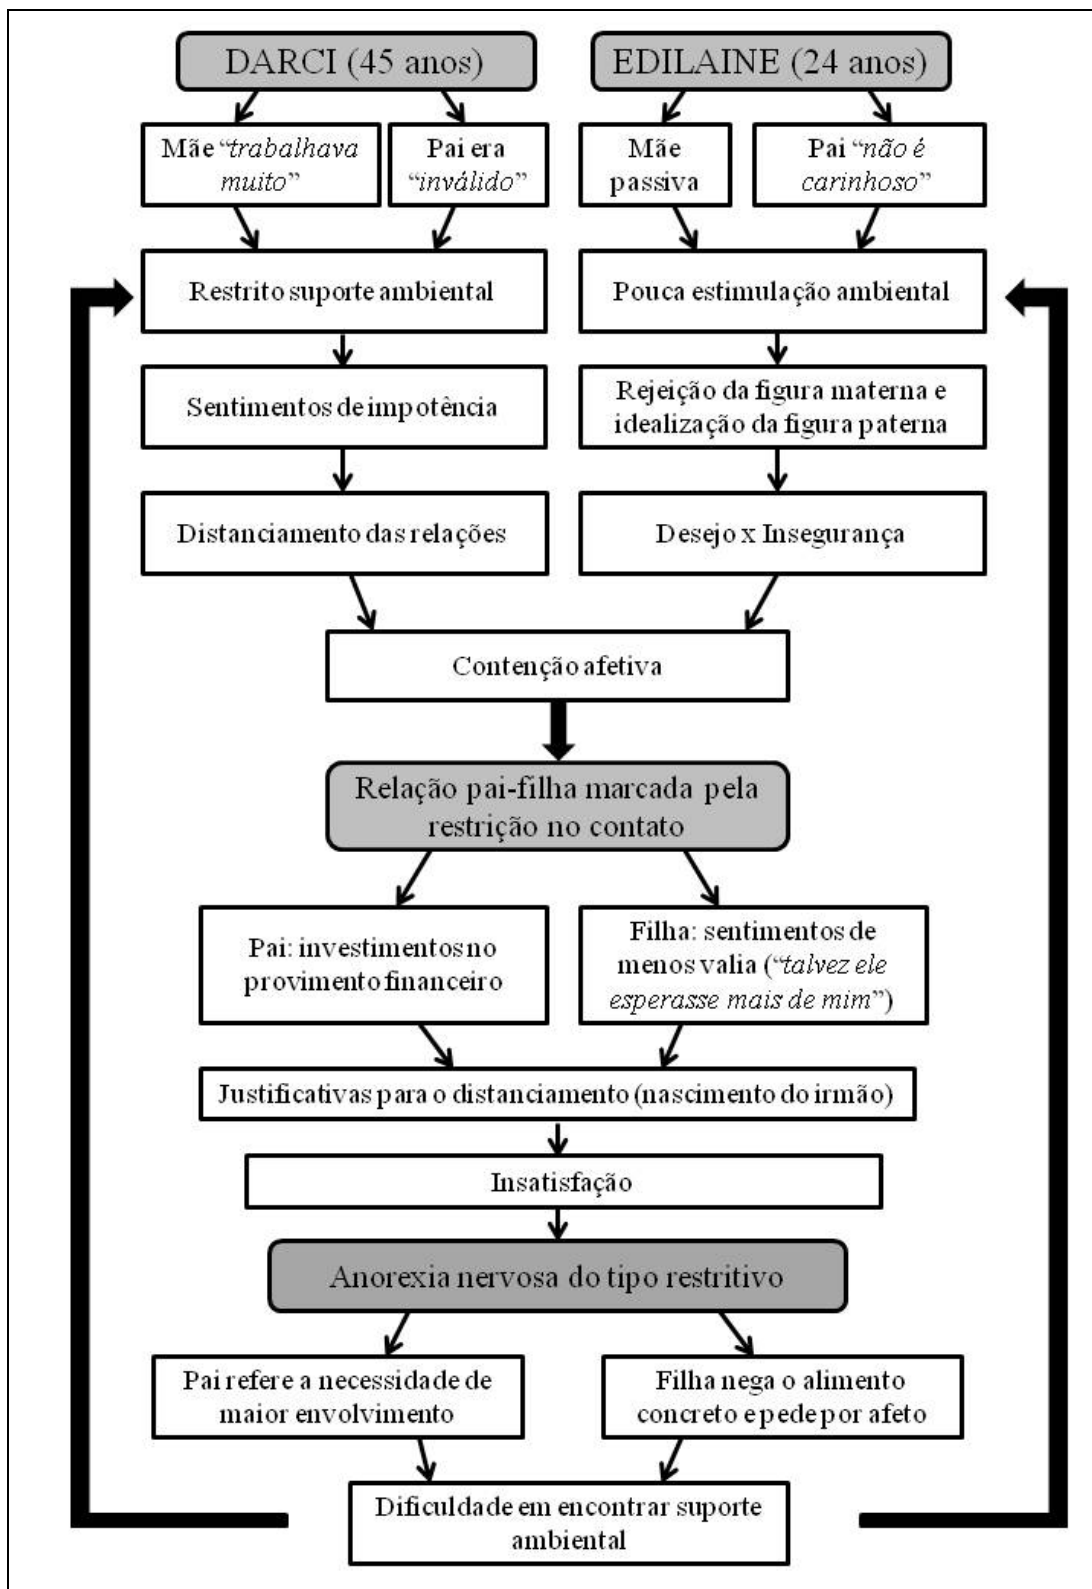 DARCI (45 anos)
EDILAINE (24 anos)
Mãe “trabalhava
muito”
Pai era
“inválido”
Mãe
passiva
Pai “não é
carinhoso”
Restrito suporte ambiental
Pouca estimulação ambiental
Sentimentos de impotência
Rejeição da figura materna e
idealização da figura paterna
Distanciamento das relações
Desejo x Insegurança
Contenção afetiva
Relação pai-filha marcada pela
restrição no contato
Pai: investimentos no
provimento financeiro
Filha: sentimentos de
menos valia (“talvez ele
esperasse mais de mim”)
Justificativas para o distanciamento (nascimento do irmão)
Insatisfação
Anorexia nervosa do tipo restritivo
Pai refere a necessidade de
maior envolvimento
Filha nega o alimento
concreto e pede por afeto
Dificuldade em encontrar suporte
ambiental